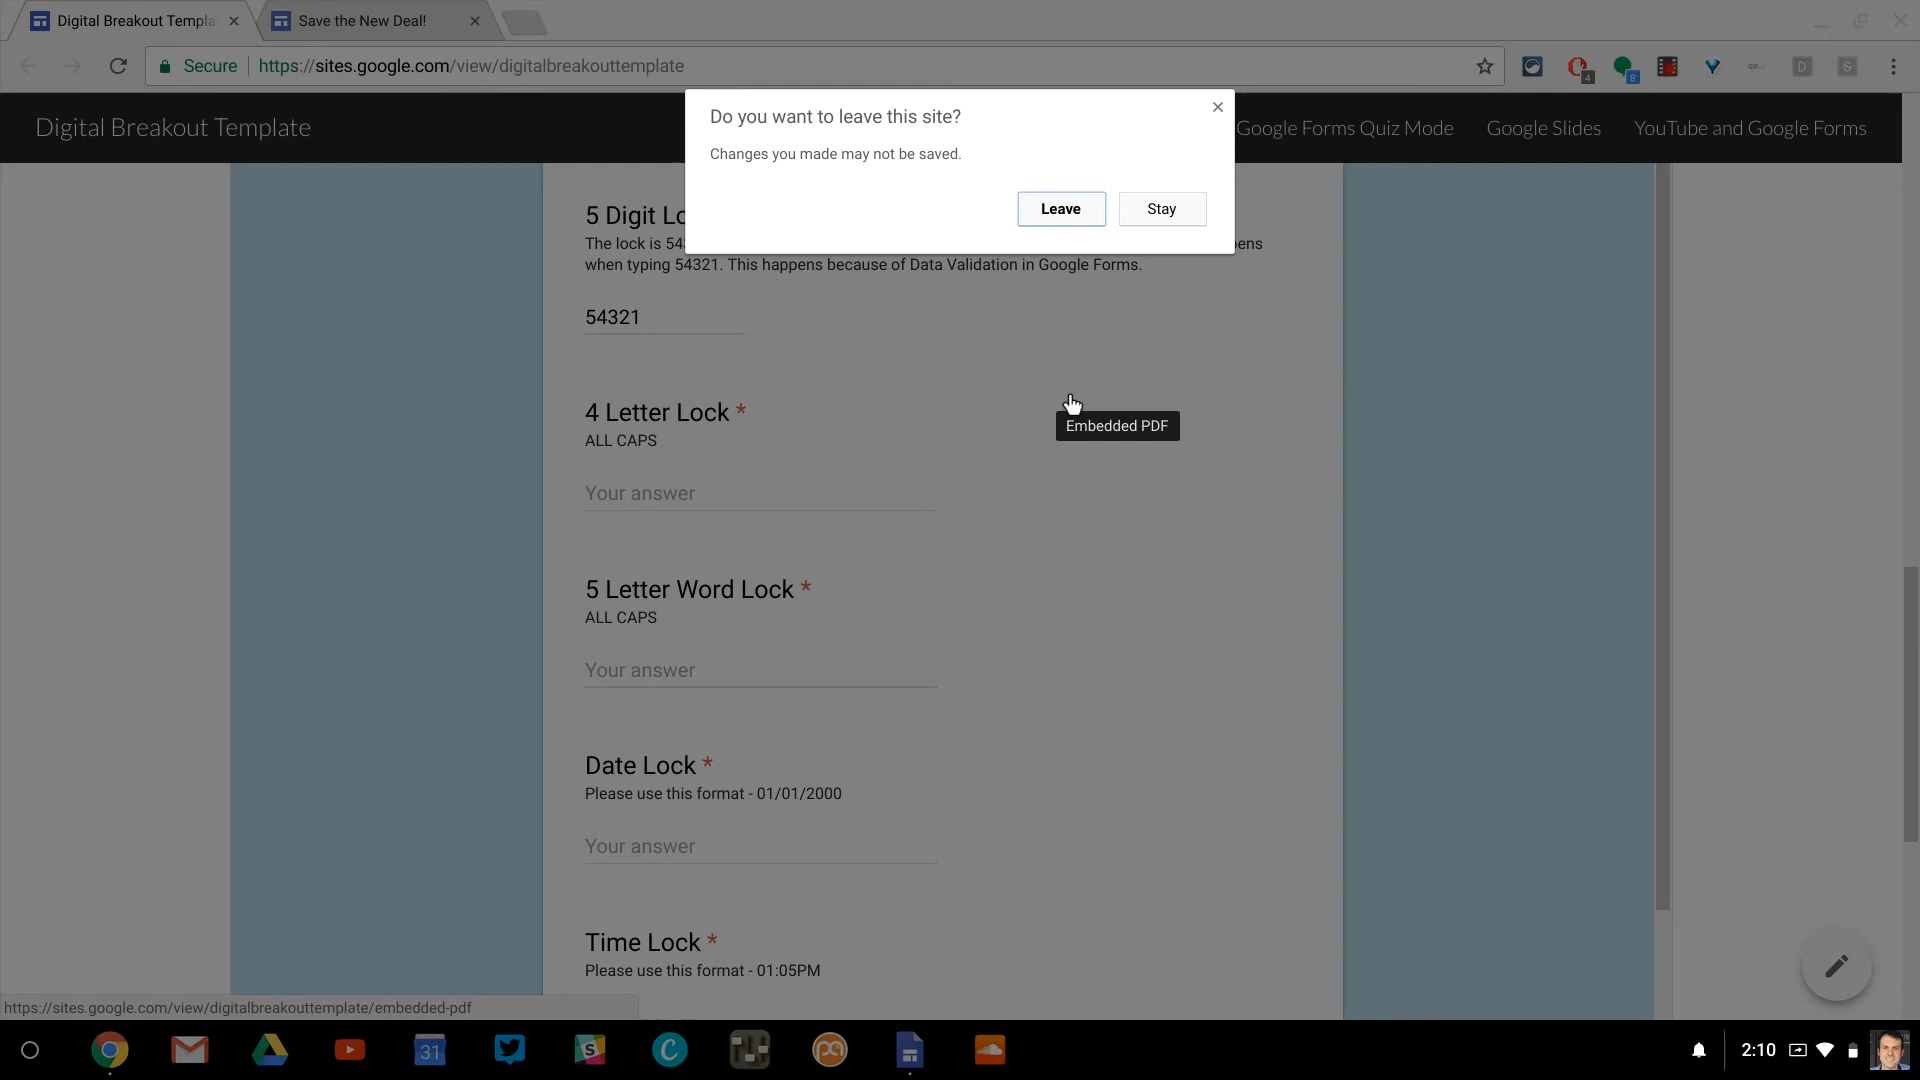 Digital Breakout Templa
Save the New Deal!
Secure
https://sites.google.com/view/digitalbreakouttemplate
4
8
GIF
D
S
Digital Breakout Template
Google Forms Quiz Mode
Google Slides
YouTube and Google Forms
Do you want to leave this site?
Changes you made may not be saved.
Leave
Stay
5 Digit Lo
The lock is 54
ens
when typing 54321. This happens because of Data Validation in Google Forms.
54321
4 Letter Lock *
ALL CAPS
Embedded PDF
Your answer
5 Letter Word Lock *
ALL CAPS
Your answer
Date Lock *
Please use this format - 01/01/2000
Your answer
Time Lock *
Please use this format - 01:05PM
https://sites.google.com/view/digitalbreakouttemplate/embedded-pdf
31
S
C
2:10